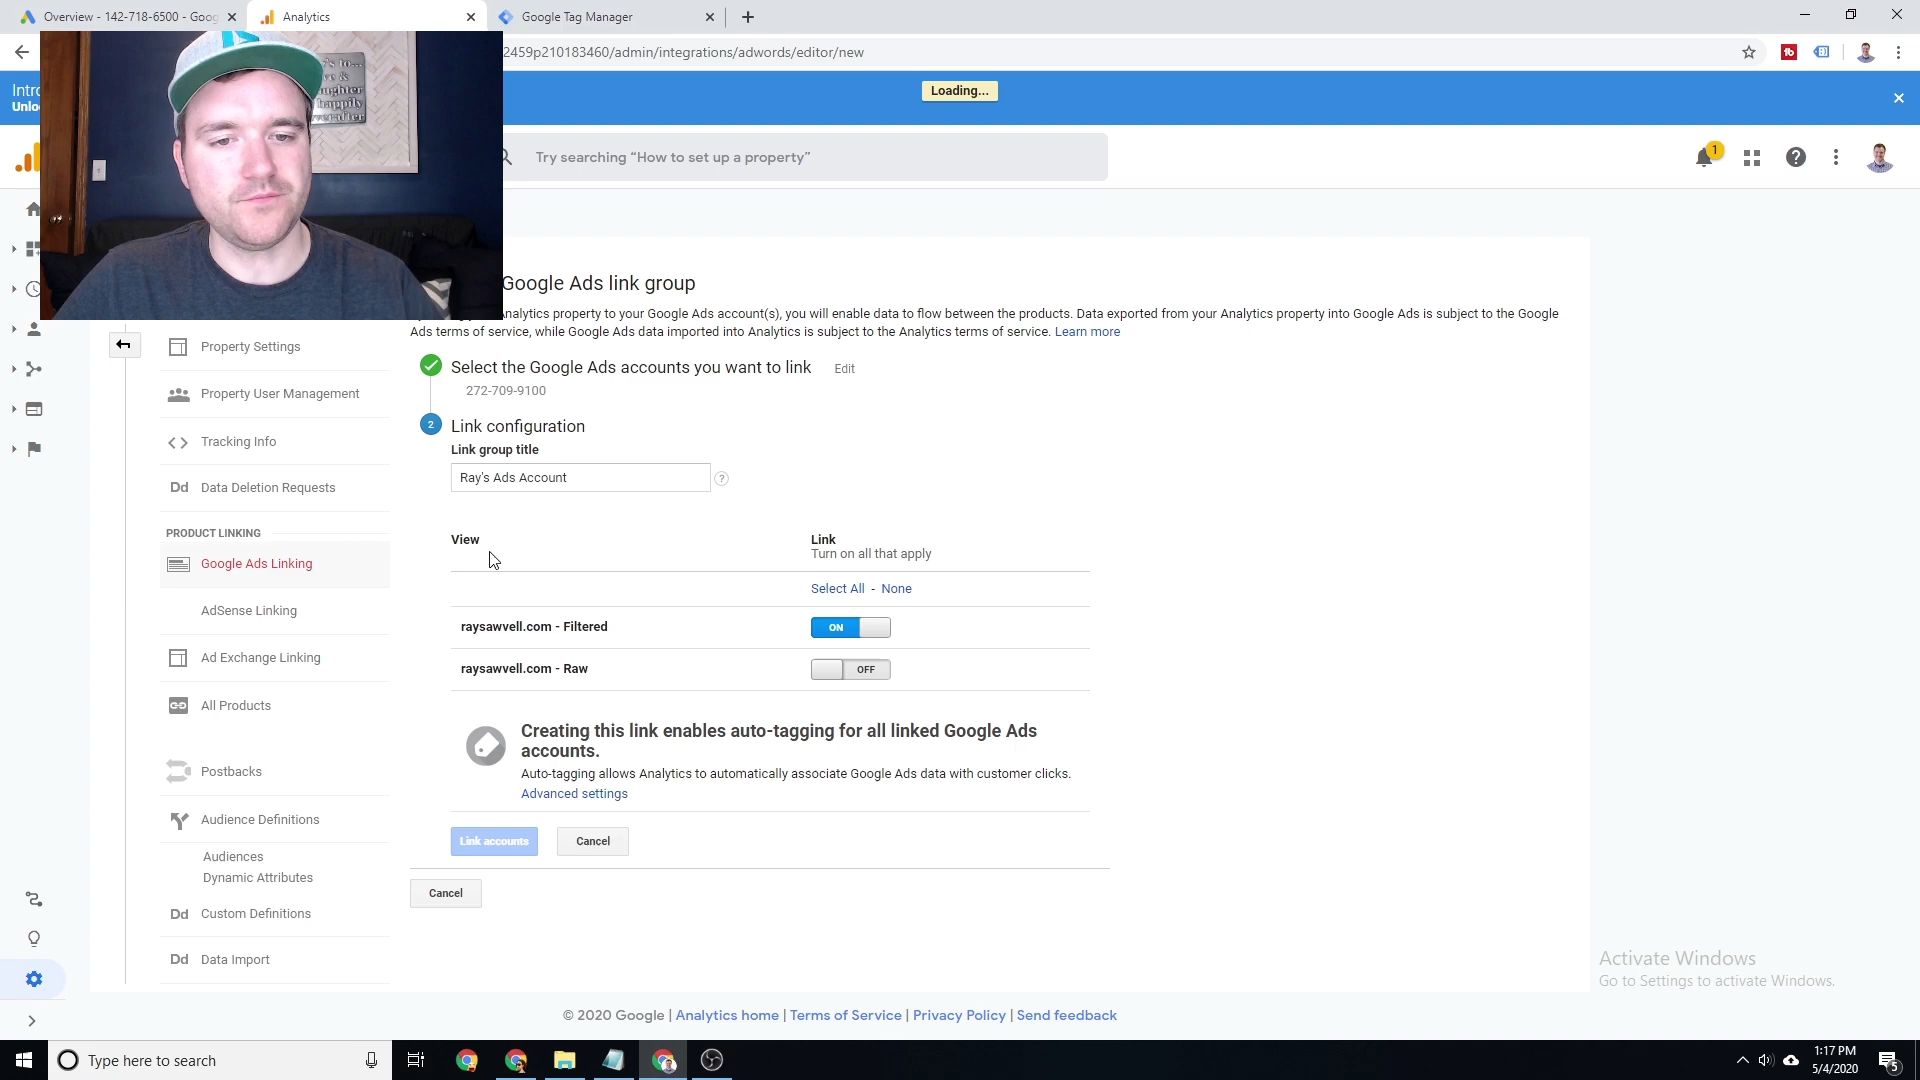 Overview - 142-718-6500 - Goog
Analytics
Google Tag Manager
2459p210183460/admin/integrations/adwords/editor/new
Intro
Unlo
Loading...
Try searching “How to set up a property”
1
Google Ads link group
Analytics property to your Google Ads account(s), you will enable data to flow between the products. Data exported from your Analytics property into Google Ads is subject to the Google
Ads terms of service, while Google Ads data imported into Analytics is subject to the Analytics terms of service. Learn more
Property Settings
Property User Management
Tracking Info
Dd Data Deletion Requests
PRODUCT LINKING
Google Ads Linking
AdSense Linking
Ad Exchange Linking
All Products
Postbacks
Audience Definitions
Audiences
Dynamic Attributes
Dd Custom Definitions
Dd Data Import
Select the Google Ads accounts you want to link Edit
272-709-9100
2 Link configuration
Link group title
Ray's Ads Account ?
View Link
Turn on all that apply
Select All - None
raysawvell.com - Filtered ON
raysawvell.com - Raw OFF
Creating this link enables auto-tagging for all linked Google Ads
accounts.
Auto-tagging allows Analytics to automatically associate Google Ads data with customer clicks.
Advanced settings
Link accounts Cancel
Cancel
Activate Windows
Go to Settings to activate Windows.
© 2020 Google | Analytics home | Terms of Service | Privacy Policy | Send feedback
Type here to search
1:17 PM
5/4/2020
5